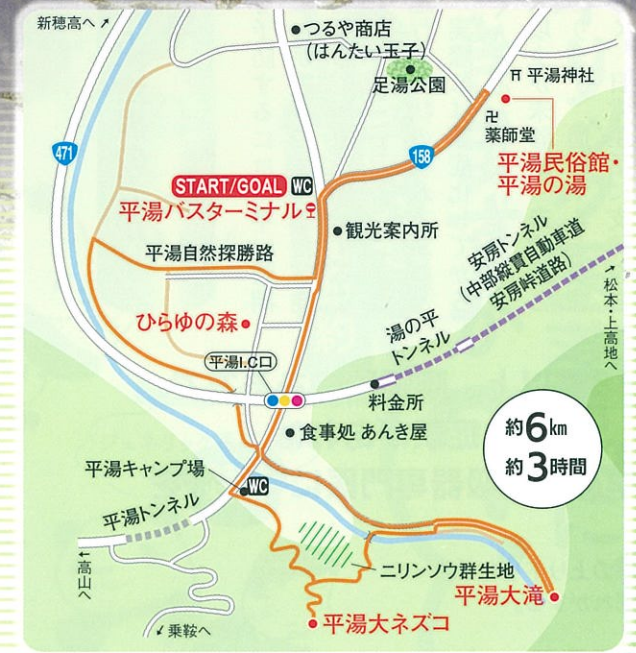 新穂高へ↗
つるや商店
(はんたい玉子)
足湯公園
平湯神社
薬師堂
471
158
平湯民俗館・
平湯の湯
START/GOAL WC
平湯バスターミナル
観光案内所
平湯自然探勝路
安房トンネル
(中部縦貫自動車道
安房峠道路)
↗松本・上高地へ
ひらゆの森
湯の平
トンネル
平湯I.C口
料金所
食事処 あんき屋
約6km
約3時間
平湯キャンプ場
WC
平湯トンネル
←高山へ
ニリンソウ群生地
平湯大滝
平湯大ネズコ
↙乗鞍へ